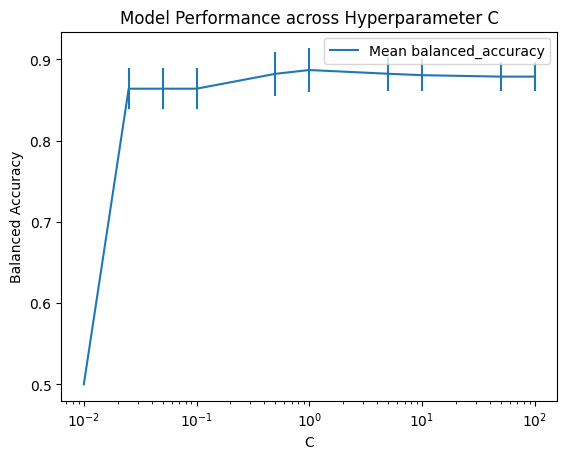 Model Performance across Hyperparameter C
Mean balanced_accuracy
Balanced Accuracy
0.9
0.8
0.7
0.6
0.5
10⁻² 10⁻¹ 10⁰ 10¹ 10²
C